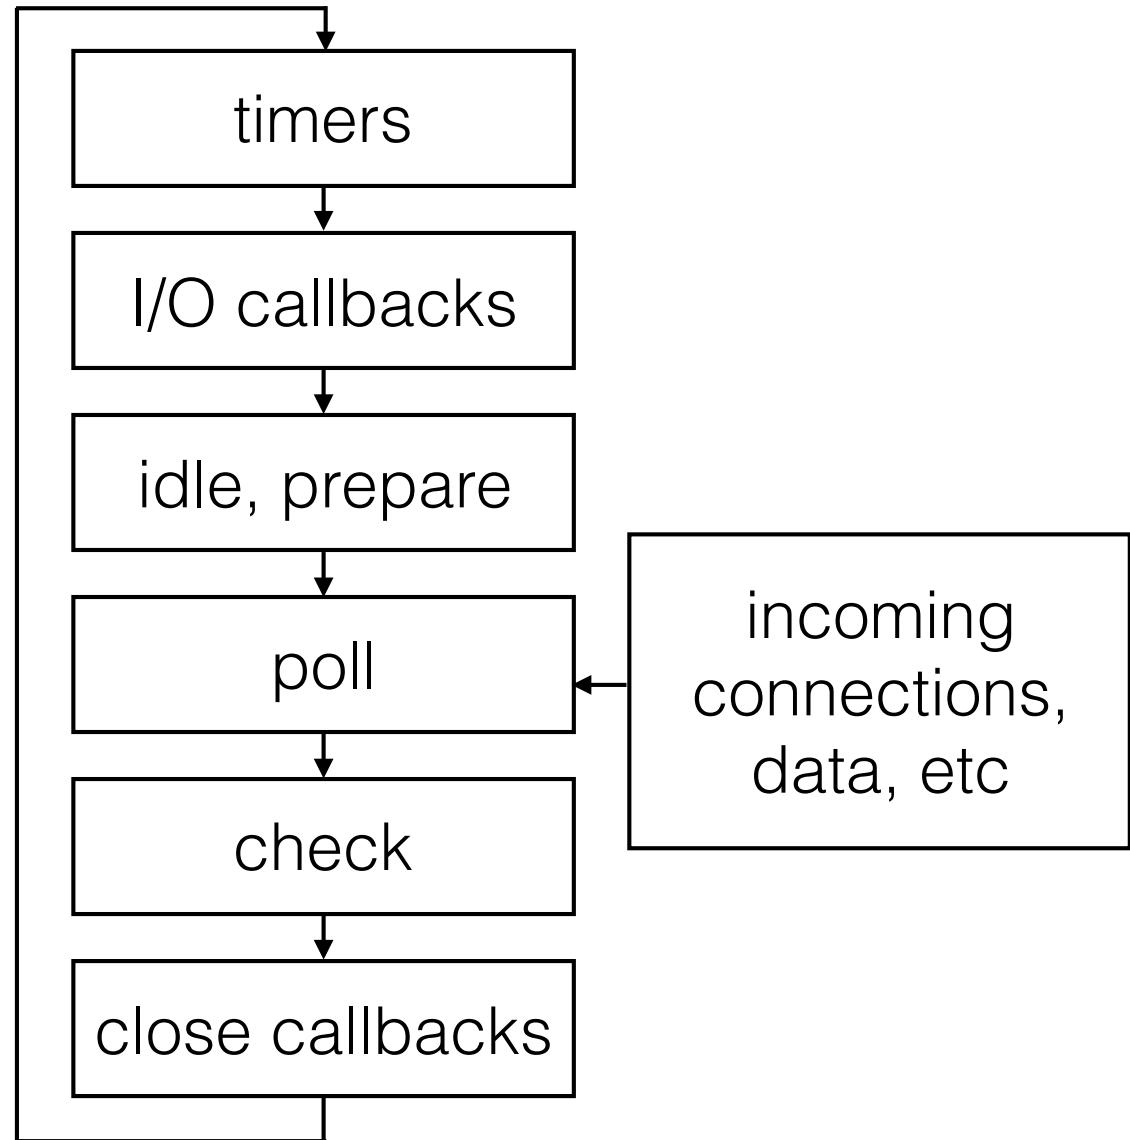 timers
I/O callbacks
idle, prepare
poll
incoming
connections,
data, etc
check
close callbacks